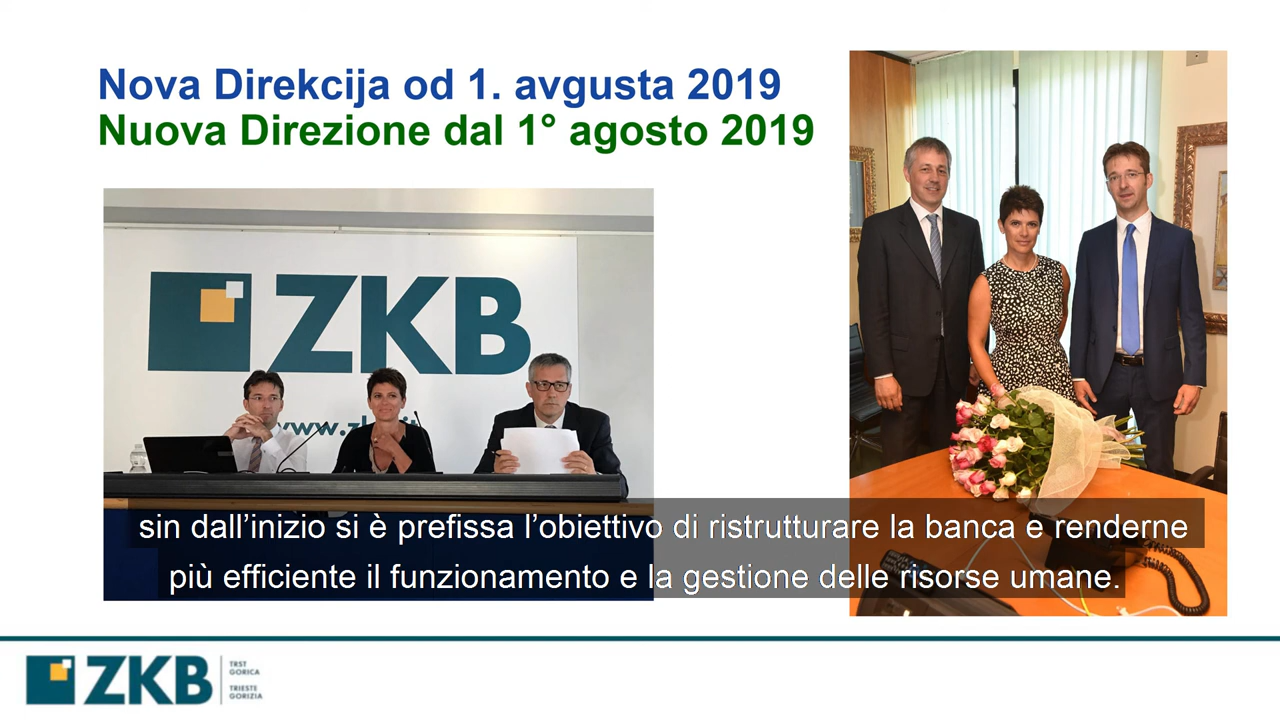 Nova Direkcija od 1. avgusta 2019
Nuova Direzione dal 1° agosto 2019
ZKB
sin dall’inizio si è prefissa l’obiettivo di ristrutturare la banca e renderne
più efficiente il funzionamento e la gestione delle risorse umane.
ZKB
TRST
GORICA
TRIESTE
GORIZIA